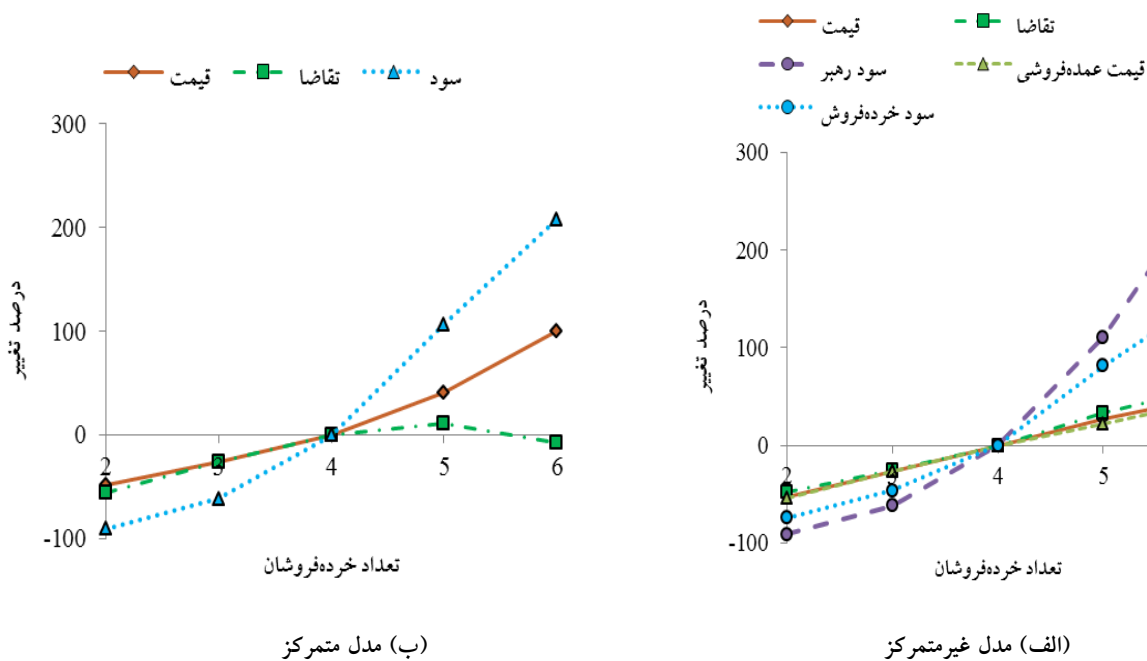 قیمت
تقاضا
سود رهبر
قیمت عمده‌فروشی
سود خرده‌فروش
300
200
100
0
-100
2
3
4
5
درصد تغییر
تعداد خرده‌فروشان
(الف) مدل غیرمتمرکز
قیمت
تقاضا
سود
300
200
100
0
-100
2
3
4
5
6
درصد تغییر
تعداد خرده‌فروشان
(ب) مدل متمرکز